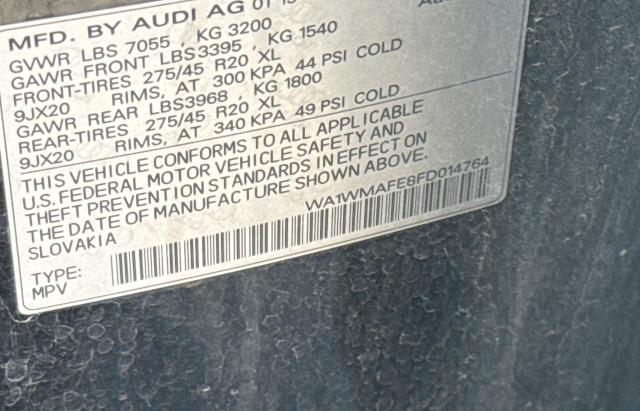 MFD. BY AUDI AG 01 15
GVWR LBS 7055 , KG 3200
GAWR FRONT LBS3395 , KG 1540
FRONT-TIRES 275/45 R20 XL
9JX20 RIMS, AT 300 KPA 44 PSI COLD
GAWR REAR LBS3968 , KG 1800
REAR-TIRES 275/45 R20 XL
9JX20 RIMS, AT 340 KPA 49 PSI COLD
THIS VEHICLE CONFORMS TO ALL APPLICABLE
U.S. FEDERAL MOTOR VEHICLE SAFETY AND
THEFT PREVENTION STANDARDS IN EFFECT ON
THE DATE OF MANUFACTURE SHOWN ABOVE.
SLOVAKIA WA1WMAFE8FD014764
TYPE:
MPV